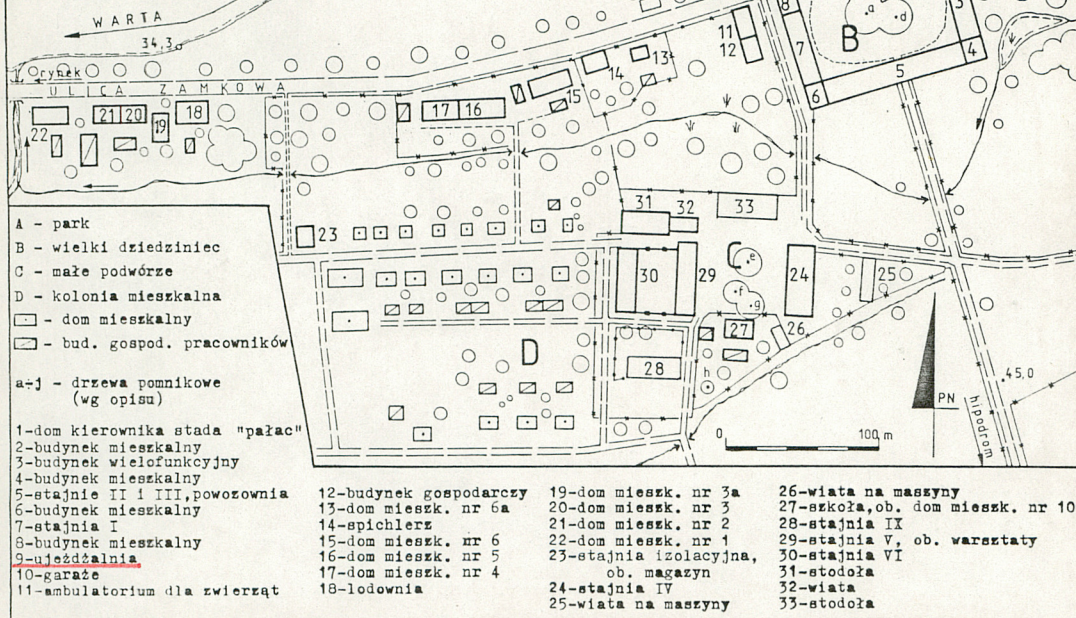 WARTA
34,3
rynek
ULICA ZAMKOWA
22
21 20
19
18
17 16
15
14
13
11
12
8
7
6
5
4
3
B
a
d
23
31
32
33
30
29
C
e
f
g
h
24
25
26
27
28
D
PN
45,0
hipodrom
0 100 m
A - park
B - wielki dziedziniec
C - małe podwórze
D - kolonia mieszkalna
- dom mieszkalny
- bud. gospod. pracowników
a÷j - drzewa pomnikowe
(wg opisu)
1-dom kierownika stada "pałac"
2-budynek mieszkalny
3-budynek wielofunkcyjny
4-budynek mieszkalny
5-stajnie II i III,powozownia
6-budynek mieszkalny
7-stajnia I
8-budynek mieszkalny
9-ujeżdżalnia
10-garaże
11-ambulatorium dla zwierząt
12-budynek gospodarczy
13-dom mieszk. nr 6a
14-spichlerz
15-dom mieszk. nr 6
16-dom mieszk. nr 5
17-dom mieszk. nr 4
18-lodownia
19-dom mieszk. nr 3a
20-dom mieszk. nr 3
21-dom mieszk. nr 2
22-dom mieszk. nr 1
23-stajnia izolacyjna,
ob. magazyn
24-stajnia IV
25-wiata na maszyny
26-wiata na maszyny
27-szkoła,ob. dom mieszk. nr 10
28-stajnia IX
29-stajnia V, ob. warsztaty
30-stajnia VI
31-stodoła
32-wiata
33-stodoła